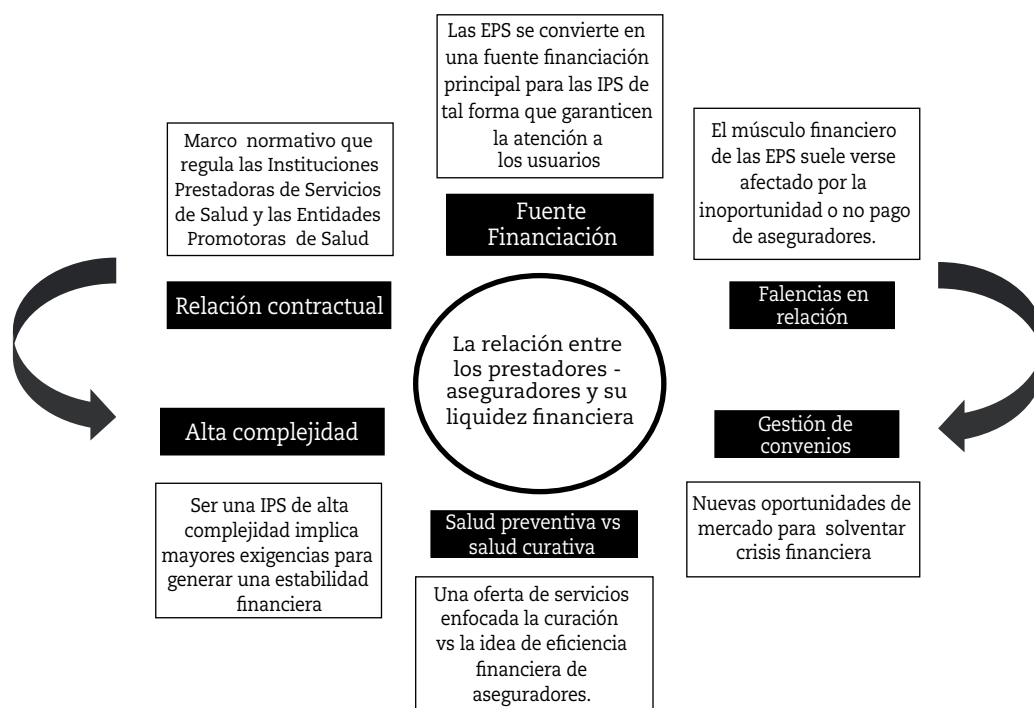 Las EPS se convierte en
una fuente financiación
principal para las IPS de
tal forma que garanticen
la atención a
los usuarios
Fuente
Financiación
Marco normativo que
regula las Instituciones
Prestadoras de Servicios
de Salud y las Entidades
Promotoras de Salud
Relación contractual
El músculo financiero
de las EPS suele verse
afectado por la
inoportunidad o no pago
de aseguradores.
Falencias en
relación
La relación entre
los prestadores -
aseguradores y su
liquidez financiera
Alta complejidad
Ser una IPS de alta
complejidad implica
mayores exigencias para
generar una estabilidad
financiera
Gestión de
convenios
Nuevas oportunidades de
mercado para solventar
crisis financiera
Salud preventiva vs
salud curativa
Una oferta de servicios
enfocada la curación
vs la idea de eficiencia
financiera de
aseguradores.